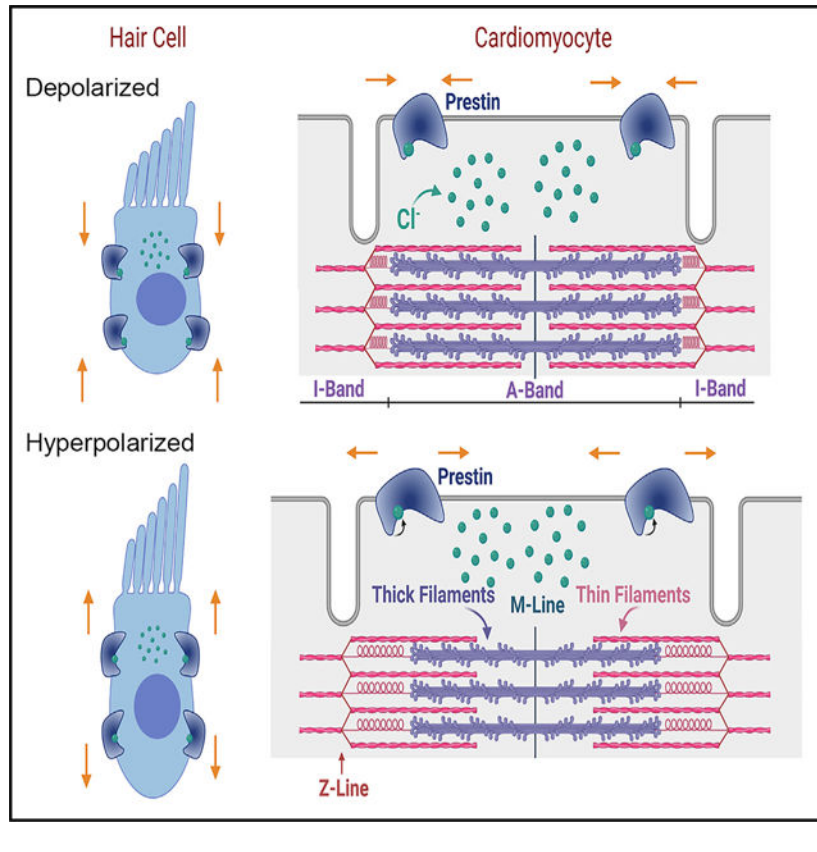 Hair Cell
Cardiomyocyte
Depolarized
Prestin
Cl⁻
I-Band
A-Band
I-Band
Hyperpolarized
Prestin
Thick Filaments
M-Line
Thin Filaments
Z-Line